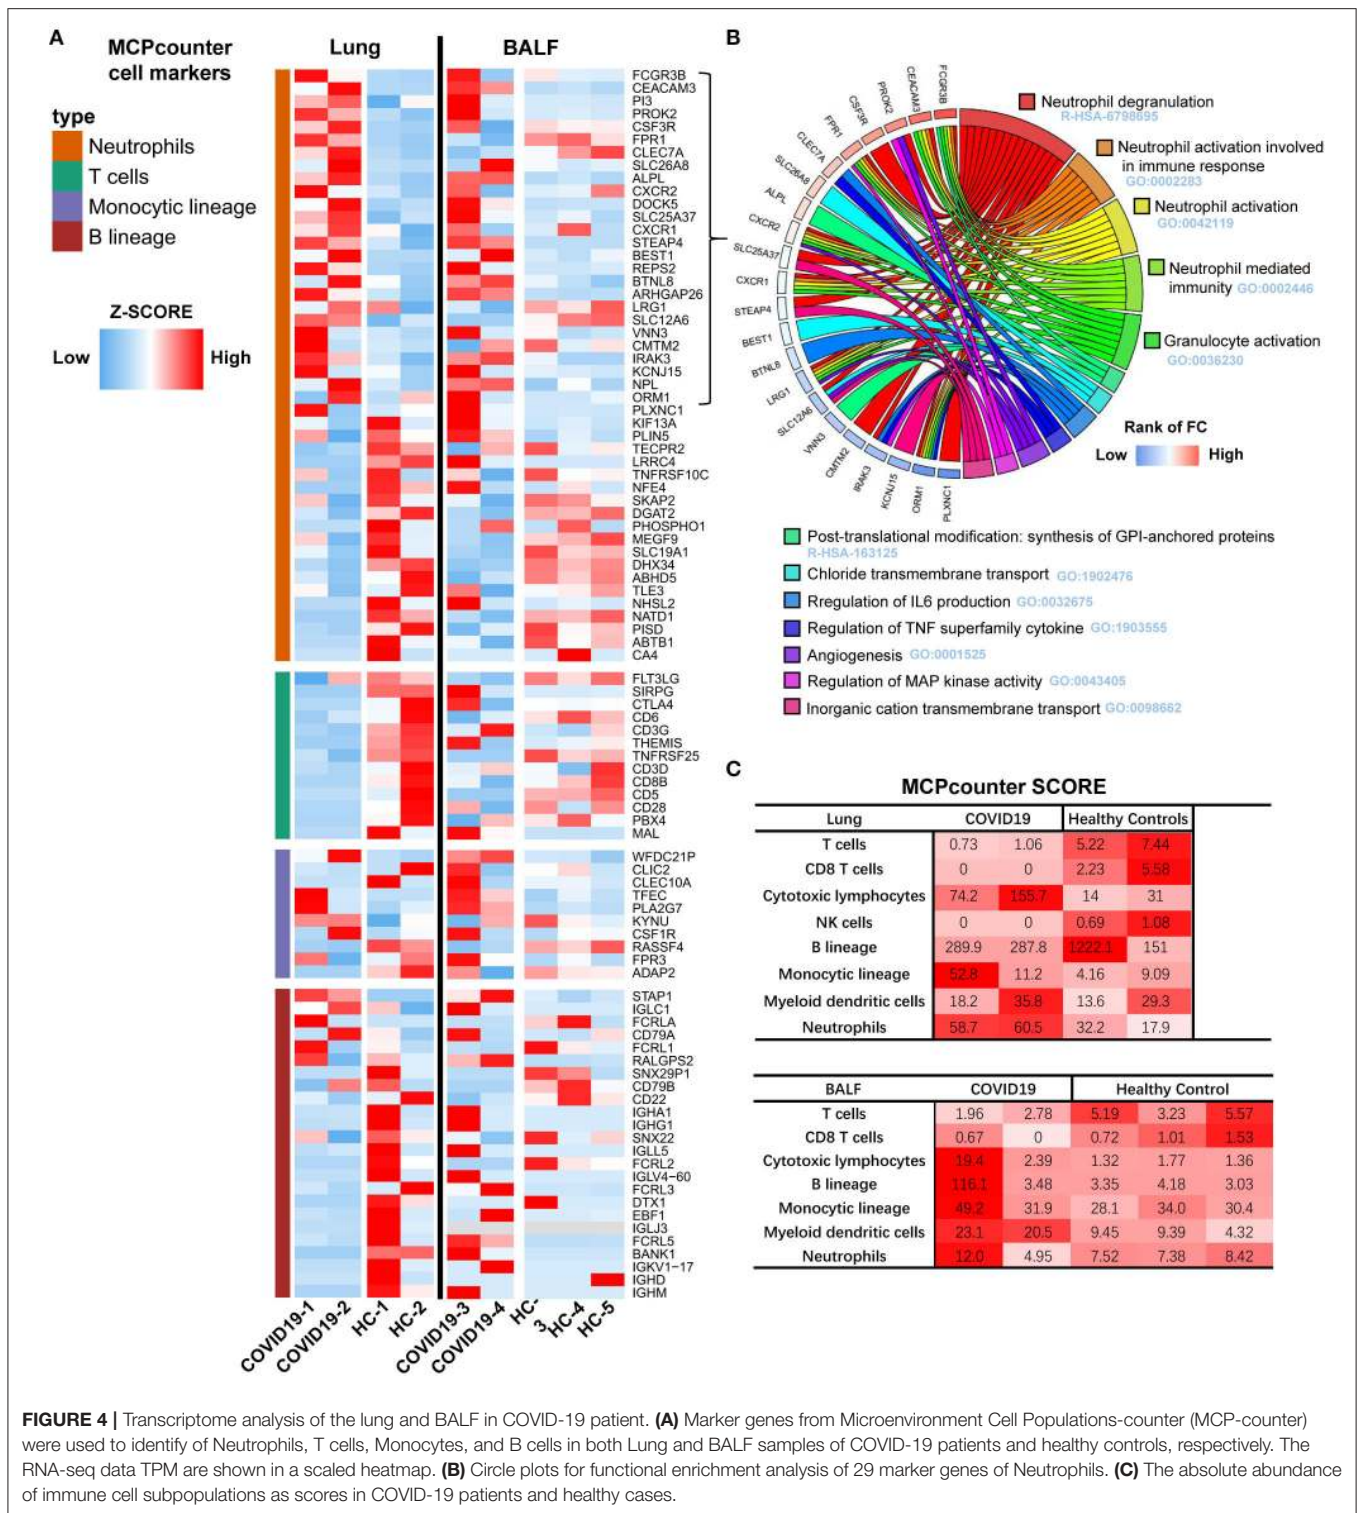 A
MCPcounter
cell markers
Lung
BALF
type
Neutrophils
T cells
Monocytic lineage
B lineage
Z-SCORE
Low
High
FCGR3B
CEACAM3
PI3
PROK2
CSF3R
FPR1
CLEC7A
SLC26A8
ALPL
CXCR2
DOCK5
SLC25A37
CXCR1
STEAP4
BEST1
REPS2
BTNL8
ARHGAP26
LRG1
SLC12A6
VNN3
CMTM2
IRAK3
KCNJ15
NPL
ORM1
PLXNC1
KIF13A
PLIN5
TECPR2
LRRC4
TNFRSF10C
NFE4
SKAP2
DGAT2
PHOSPHO1
MEGF9
SLC19A1
DHX34
ABHD5
TLE3
NHSL2
NATD1
PISD
ABTB1
CA4
FLT3LG
SIRPG
CTLA4
CD6
CD3G
THEMIS
TNFRSF25
CD3D
CD8B
CD5
CD28
PBX4
MAL
WFDC21P
CLIC2
CLEC10A
TFEC
PLA2G7
KYNU
CSF1R
RASSF4
FPR3
ADAP2
STAP1
IGLC1
FCRLA
CD79A
FCRL1
RALGPS2
SNX29P1
CD79B
CD22
IGHA1
IGHG1
SNX22
IGLL5
FCRL2
IGLV4−60
FCRL3
DTX1
EBF1
IGLJ3
FCRL5
BANK1
IGKV1−17
IGHD
IGHM
COVID19-1
COVID19-2
HC-1
HC-2
COVID19-3
COVID19-4
HC-
3
HC-4
HC-5
B
FCGR3B
CEACAM3
PROK2
CSF3R
FPR1
CLEC7A
SLC26A8
ALPL
CXCR2
SLC25A37
CXCR1
STEAP4
BEST1
BTNL8
LRG1
SLC12A6
VNN3
CMTM2
IRAK3
KCNJ15
ORM1
PLXNC1
Neutrophil degranulation
R-HSA-6798695
Neutrophil activation involved
in immune response
GO:0002283
Neutrophil activation
GO:0042119
Neutrophil mediated
immunity GO:0002446
Granulocyte activation
GO:0036230
Rank of FC
Low
High
Post-translational modification: synthesis of GPI-anchored proteins
R-HSA-163125
Chloride transmembrane transport GO:1902476
Rregulation of IL6 production GO:0032675
Regulation of TNF superfamily cytokine GO:1903555
Angiogenesis GO:0001525
Regulation of MAP kinase activity GO:0043405
Inorganic cation transmembrane transport GO:0098662
C
MCPcounter SCORE
Lung COVID19 Healthy Controls
T cells 0.73 1.06 5.22 7.44
CD8 T cells 0 0 2.23 5.58
Cytotoxic lymphocytes 74.2 155.7 14 31
NK cells 0 0 0.69 1.08
B lineage 289.9 287.8 1222.1 151
Monocytic lineage 52.8 11.2 4.16 9.09
Myeloid dendritic cells 18.2 35.8 13.6 29.3
Neutrophils 58.7 60.5 32.2 17.9
BALF COVID19 Healthy Control
T cells 1.96 2.78 5.19 3.23 5.57
CD8 T cells 0.67 0 0.72 1.01 1.53
Cytotoxic lymphocytes 19.4 2.39 1.32 1.77 1.36
B lineage 116.1 3.48 3.35 4.18 3.03
Monocytic lineage 49.2 31.9 28.1 34.0 30.4
Myeloid dendritic cells 23.1 20.5 9.45 9.39 4.32
Neutrophils 12.0 4.95 7.52 7.38 8.42
FIGURE 4 | Transcriptome analysis of the lung and BALF in COVID-19 patient. (A) Marker genes from Microenvironment Cell Populations-counter (MCP-counter)
were used to identify of Neutrophils, T cells, Monocytes, and B cells in both Lung and BALF samples of COVID-19 patients and healthy controls, respectively. The
RNA-seq data TPM are shown in a scaled heatmap. (B) Circle plots for functional enrichment analysis of 29 marker genes of Neutrophils. (C) The absolute abundance
of immune cell subpopulations as scores in COVID-19 patients and healthy cases.